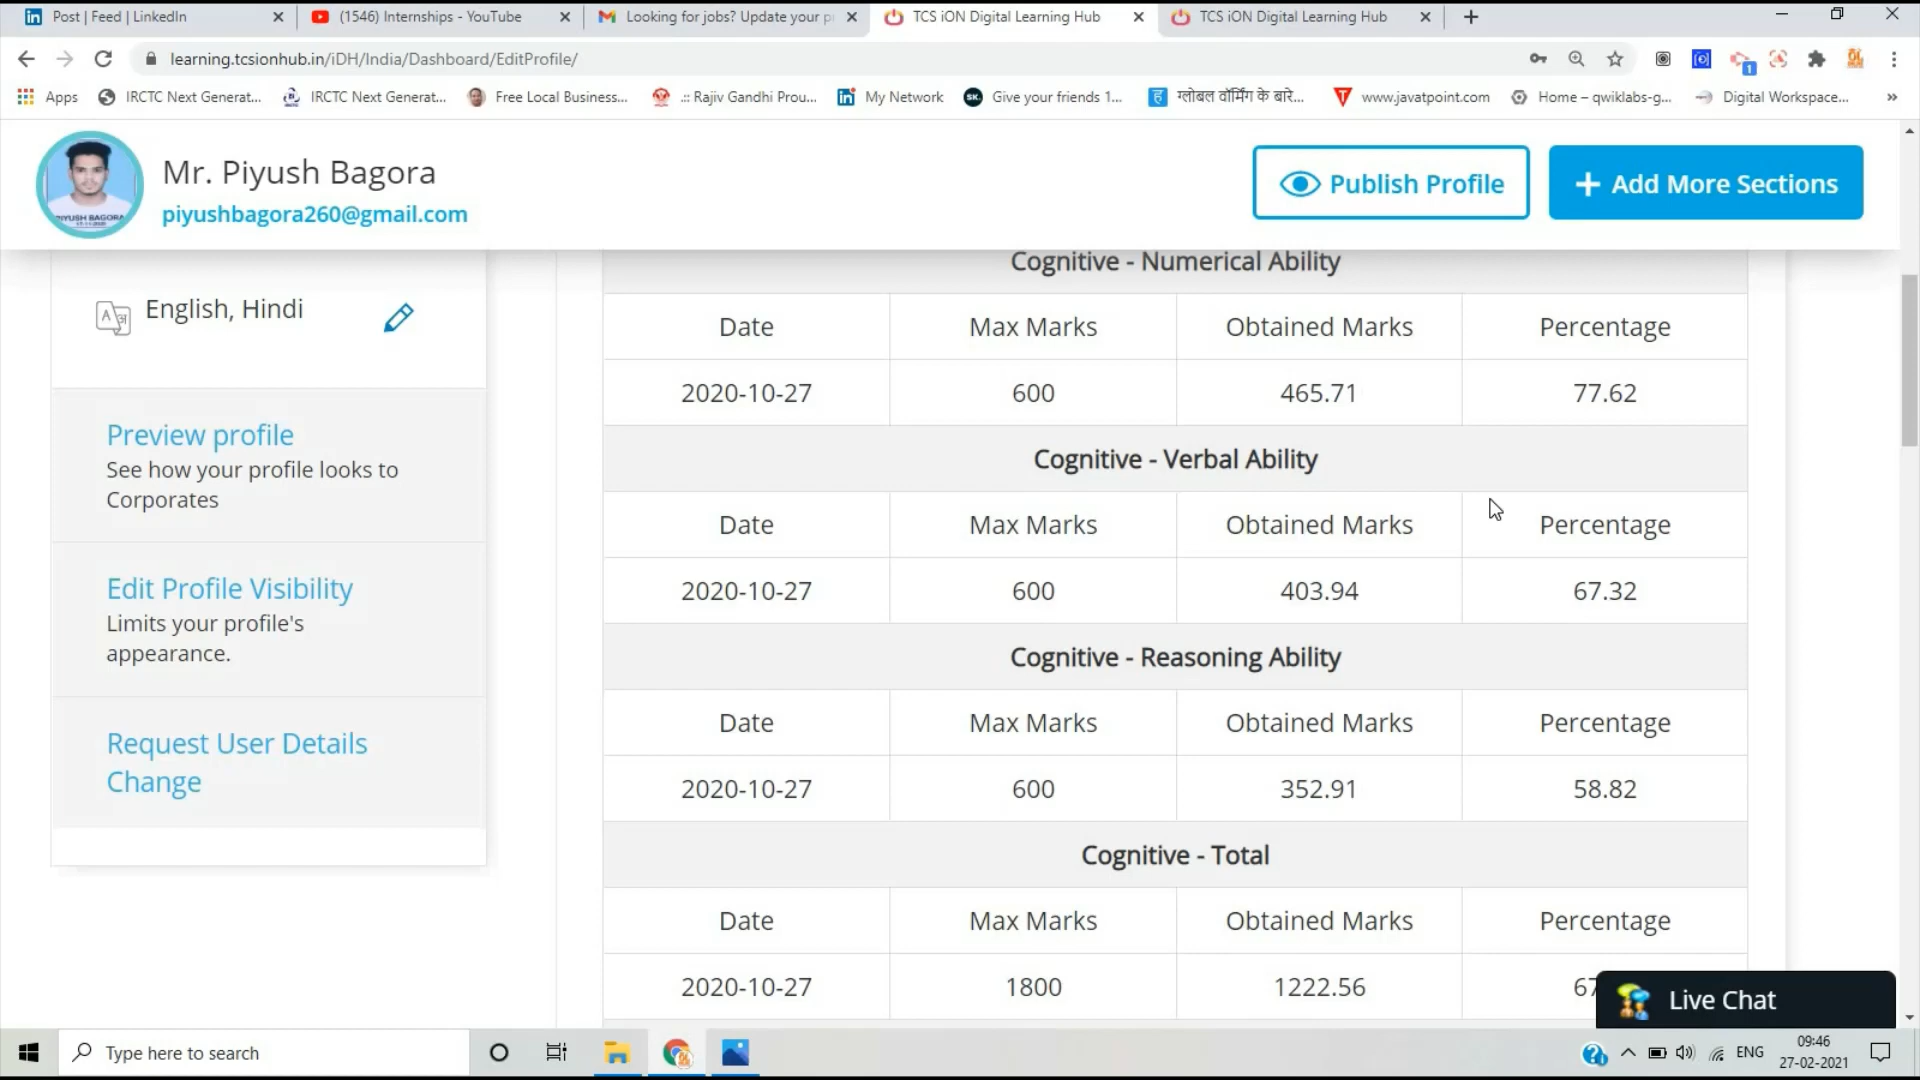 Post | Feed | LinkedIn
(1546) Internships - YouTube
Looking for jobs? Update your p
TCS iON Digital Learning Hub
TCS iON Digital Learning Hub
learning.tcsionhub.in/iDH/India/Dashboard/EditProfile/
Apps
IRCTC Next Generat...
IRCTC Next Generat...
Free Local Business...
.:: Rajiv Gandhi Prou...
My Network
Give your friends 1...
ग्लोबल वॉर्मिंग के बारे...
www.javatpoint.com
Home – qwiklabs-g...
Digital Workspace...
Mr. Piyush Bagora
piyushbagora260@gmail.com
PIYUSH BAGORA
Publish Profile
+ Add More Sections
English, Hindi
Preview profile
See how your profile looks to
Corporates
Edit Profile Visibility
Limits your profile's
appearance.
Request User Details
Change
Cognitive - Numerical Ability
Date Max Marks Obtained Marks Percentage
2020-10-27 600 465.71 77.62
Cognitive - Verbal Ability
Date Max Marks Obtained Marks Percentage
2020-10-27 600 403.94 67.32
Cognitive - Reasoning Ability
Date Max Marks Obtained Marks Percentage
2020-10-27 600 352.91 58.82
Cognitive - Total
Date Max Marks Obtained Marks Percentage
2020-10-27 1800 1222.56 67
Live Chat
Type here to search
ENG
09:46
27-02-2021